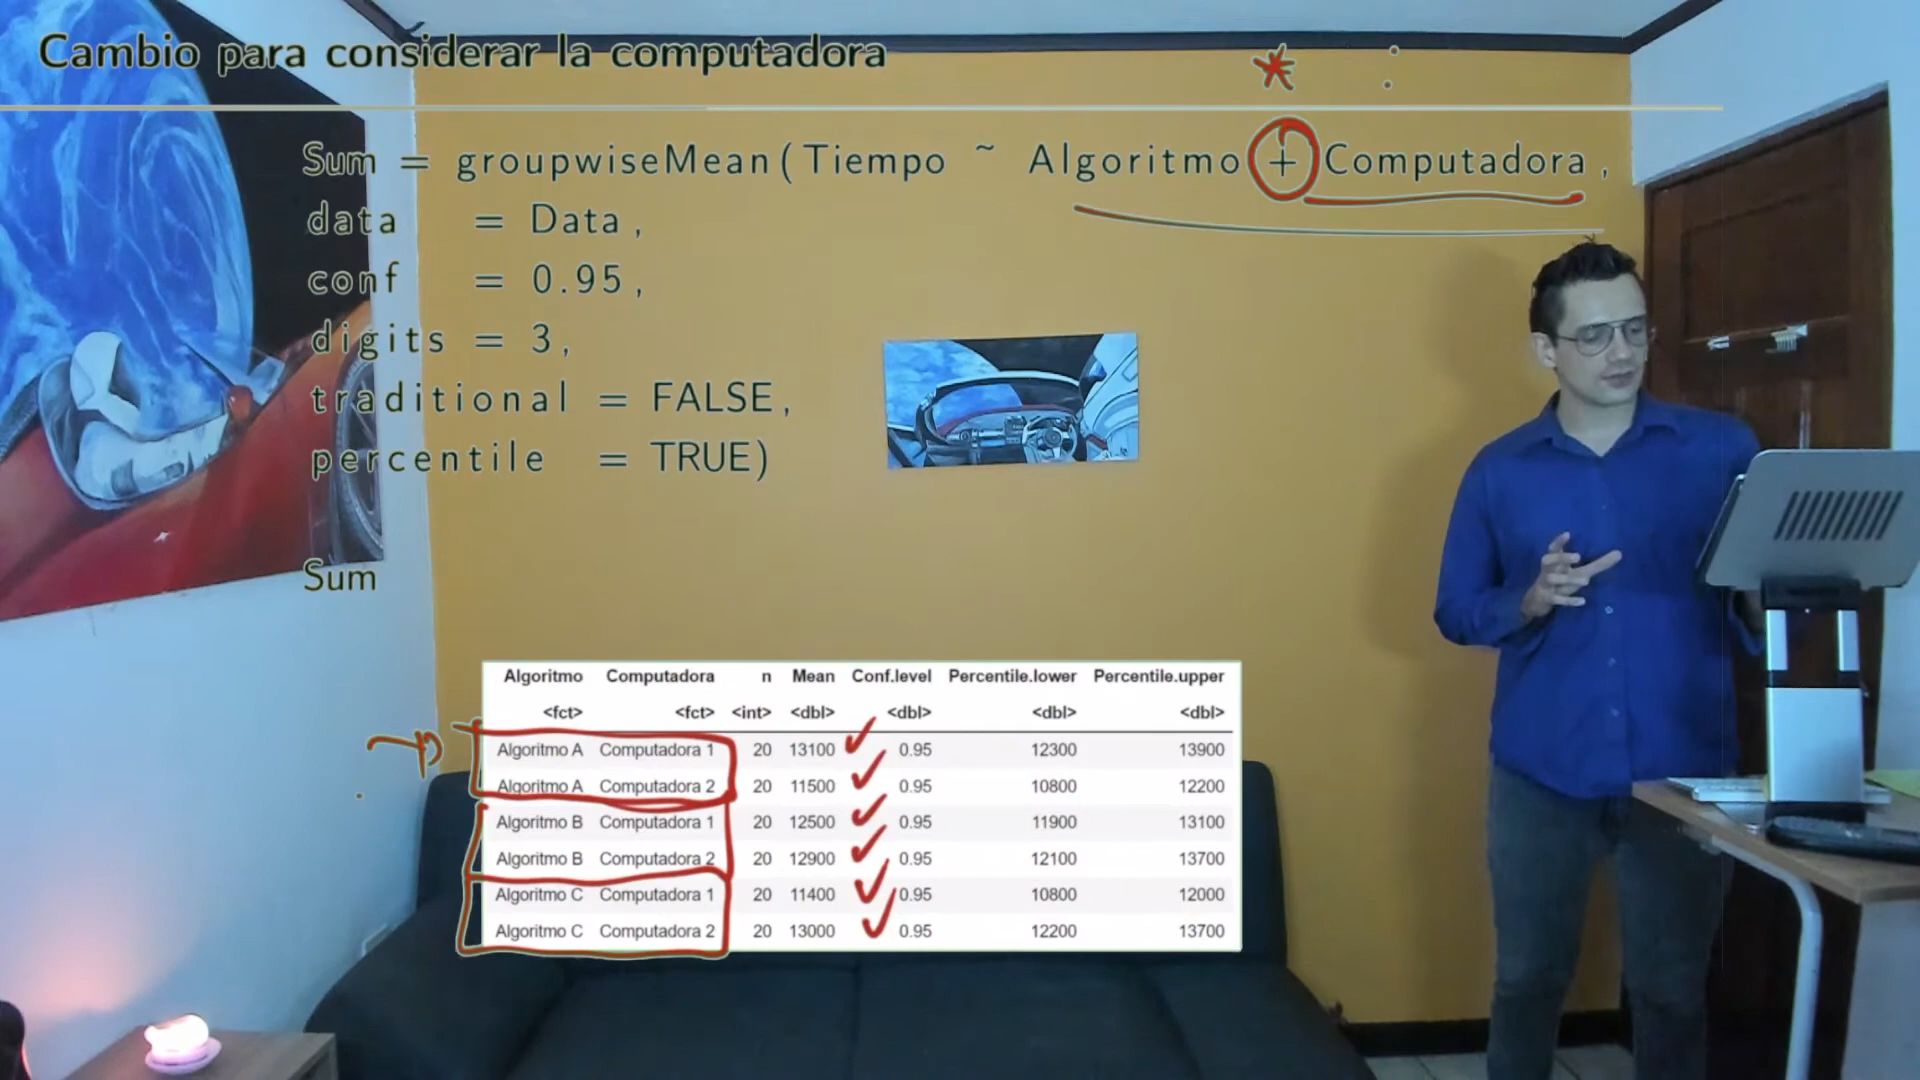 Cambio para considerar la computadora
*
Sum = groupwiseMean(Tiempo ~ Algoritmo + Computadora,
data = Data,
conf = 0.95,
digits = 3,
traditional = FALSE,
percentile = TRUE)
Sum
Algoritmo Computadora n Mean Conf.level Percentile.lower Percentile.upper
<fct> <fct> <int> <dbl> <dbl> <dbl> <dbl>
Algoritmo A Computadora 1 20 13100 0.95 12300 13900
Algoritmo A Computadora 2 20 11500 0.95 10800 12200
Algoritmo B Computadora 1 20 12500 0.95 11900 13100
Algoritmo B Computadora 2 20 12900 0.95 12100 13700
Algoritmo C Computadora 1 20 11400 0.95 10800 12000
Algoritmo C Computadora 2 20 13000 0.95 12200 13700